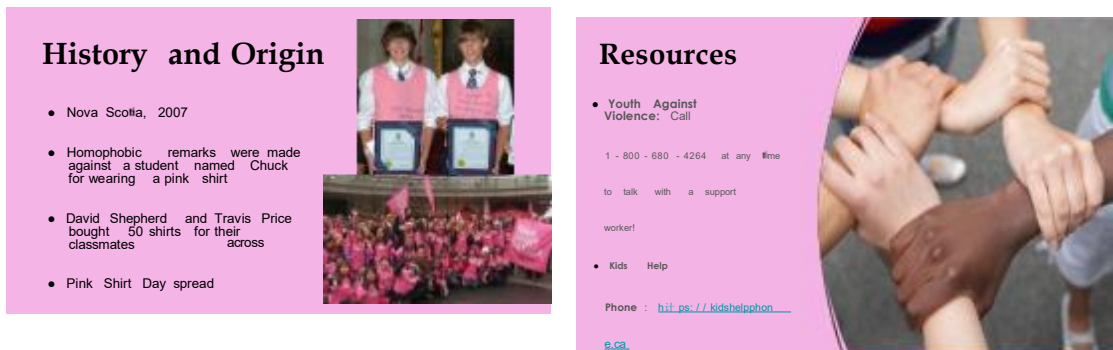 History and Origin
● Nova Scotia, 2007
● Homophobic remarks were made
against a student named Chuck
for wearing a pink shirt
● David Shepherd and Travis Price
bought 50 shirts for their
classmates across
● Pink Shirt Day spread
Resources
● Youth Against
Violence: Call
1 - 800 - 680 - 4264 at any time
to talk with a support
worker!
● Kids Help
Phone : https://kidshelpphon
e.ca